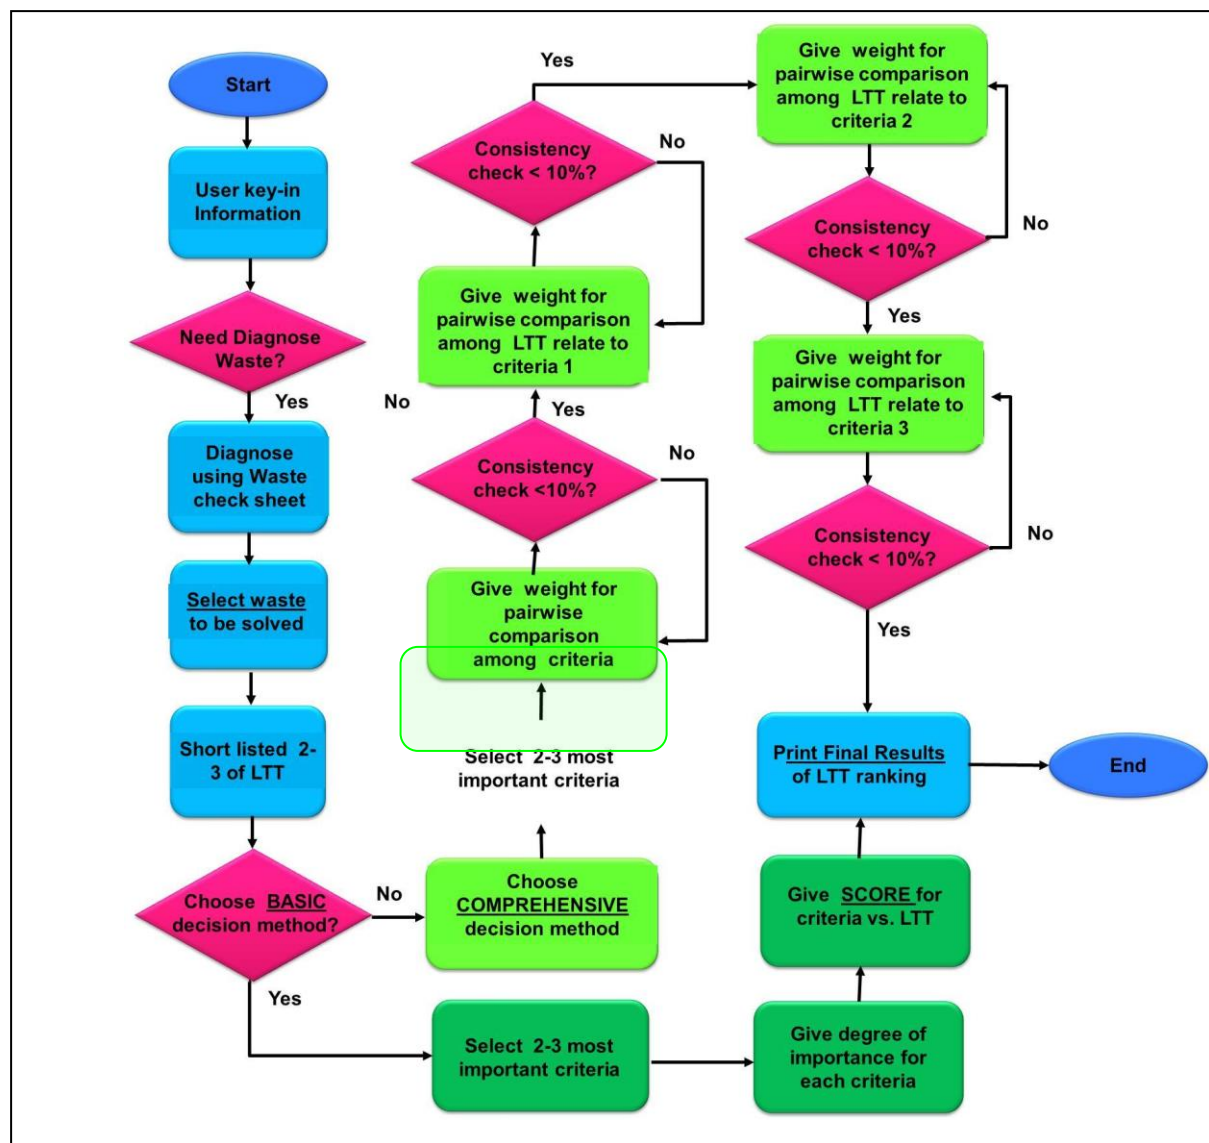 Start
User key-in
Information
Need Diagnose
Waste?
Yes
No
Diagnose
using Waste
check sheet
Select waste
to be solved
Short listed 2-
3 of LTT
Choose BASIC
decision method?
No
Yes
Choose
COMPREHENSIVE
decision method
Select 2-3 most
important criteria
Give weight for
pairwise
comparison
among criteria
Consistency
check <10%?
No
Yes
Give weight for
pairwise comparison
among LTT relate to
criteria 1
Consistency
check < 10%?
No
Yes
Give weight for
pairwise comparison
among LTT relate to
criteria 2
Consistency
check < 10%?
No
Yes
Give weight for
pairwise comparison
among LTT relate to
criteria 3
Consistency
check < 10%?
No
Yes
Print Final Results
of LTT ranking
End
Give SCORE for
criteria vs. LTT
Select 2-3 most
important criteria
Give degree of
importance for
each criteria